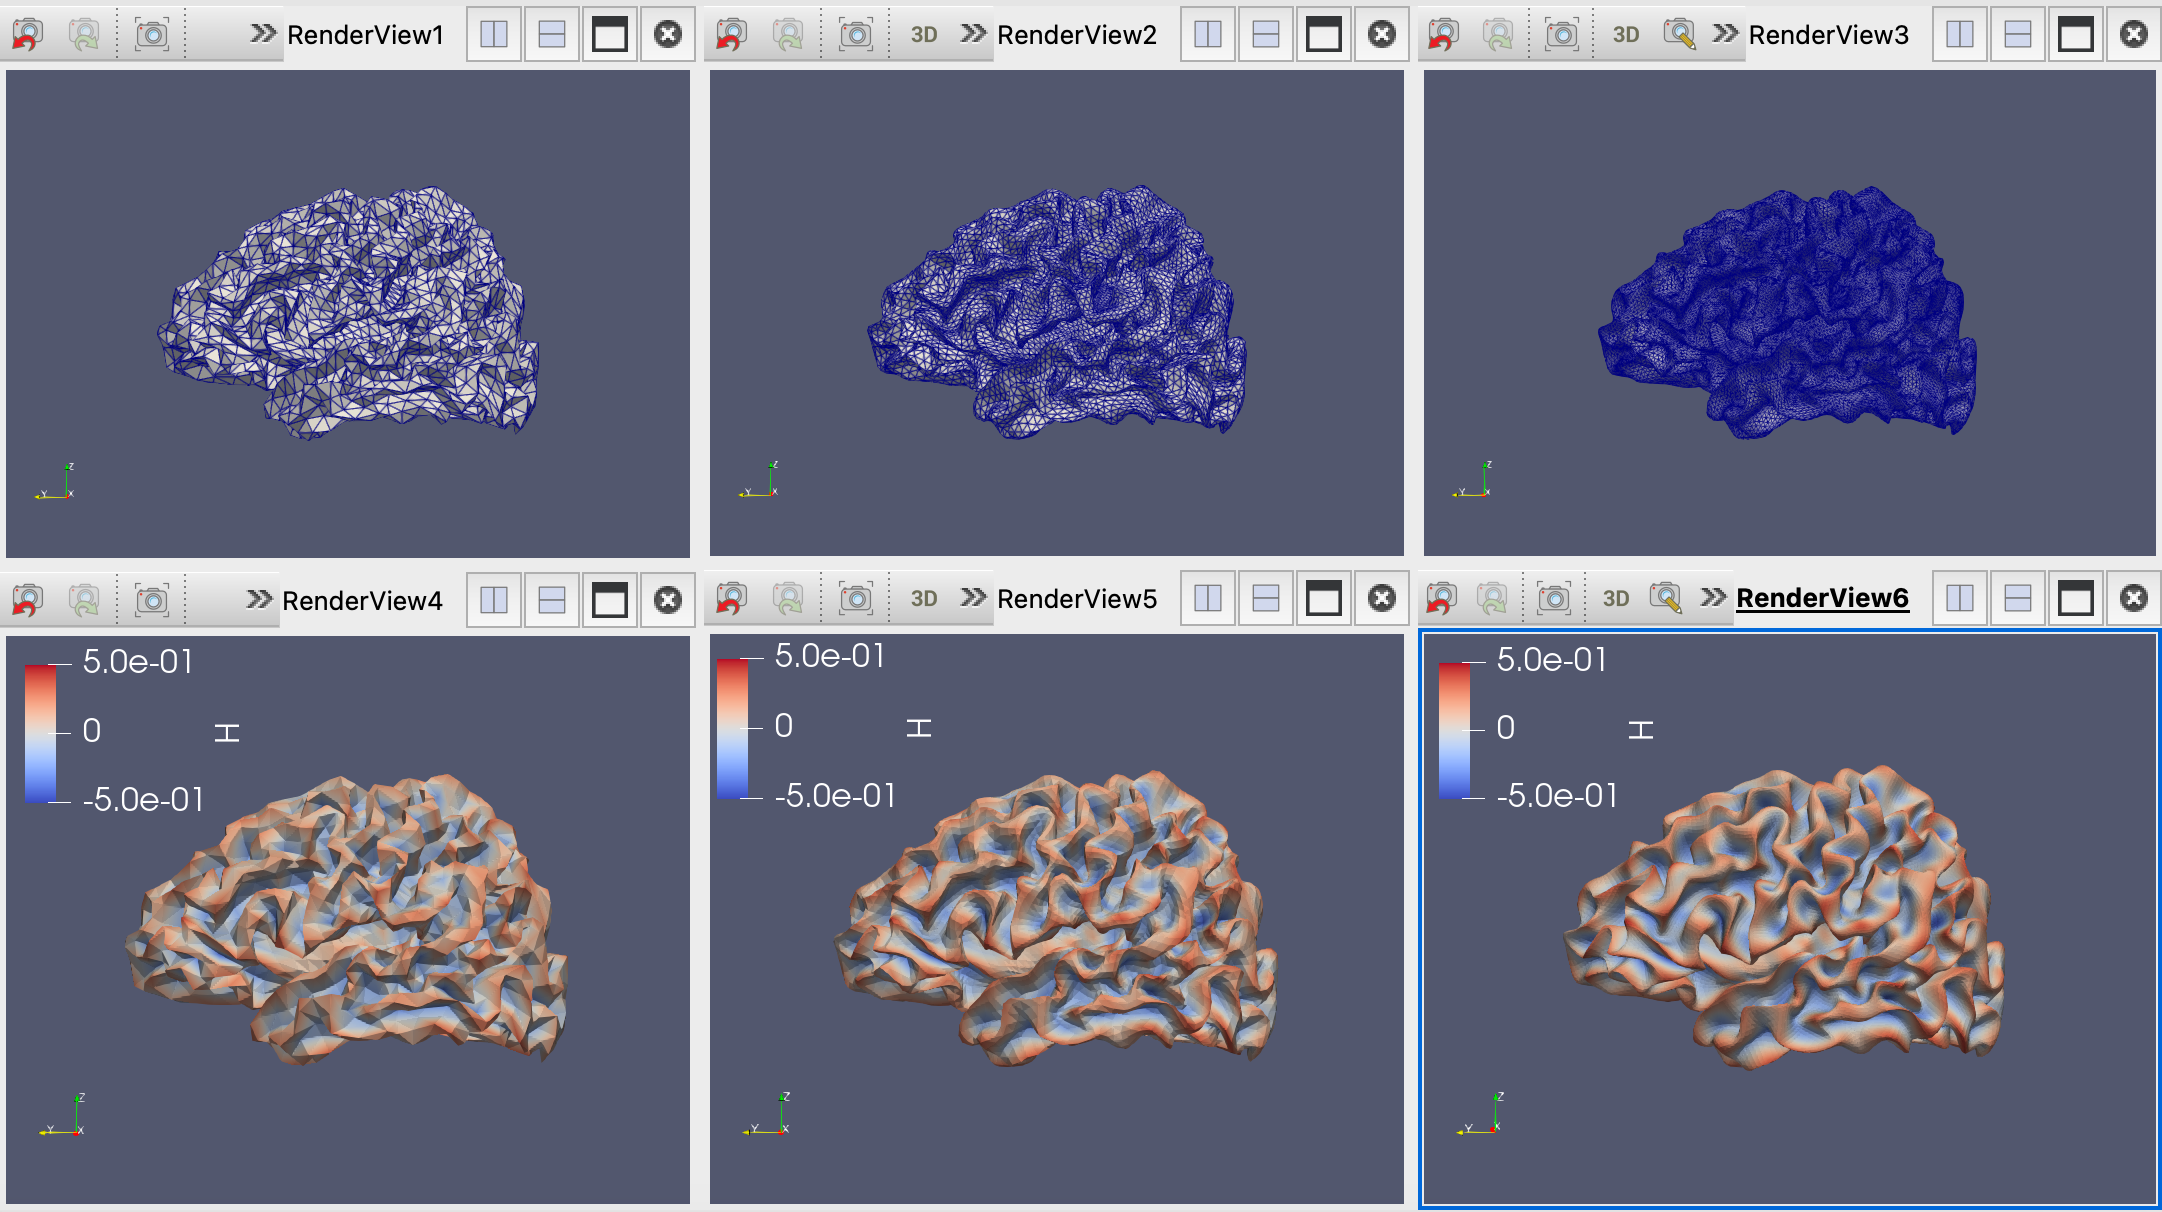 RenderView1
3D RenderView2
3D RenderView3
Z
Y X
Z
Y X
Z
Y X
RenderView4
3D RenderView5
3D RenderView6
5.0e-01
0 H
-5.0e-01
5.0e-01
0 H
-5.0e-01
5.0e-01
0 H
-5.0e-01
Z
Y X
Z
Y X
Z
Y X